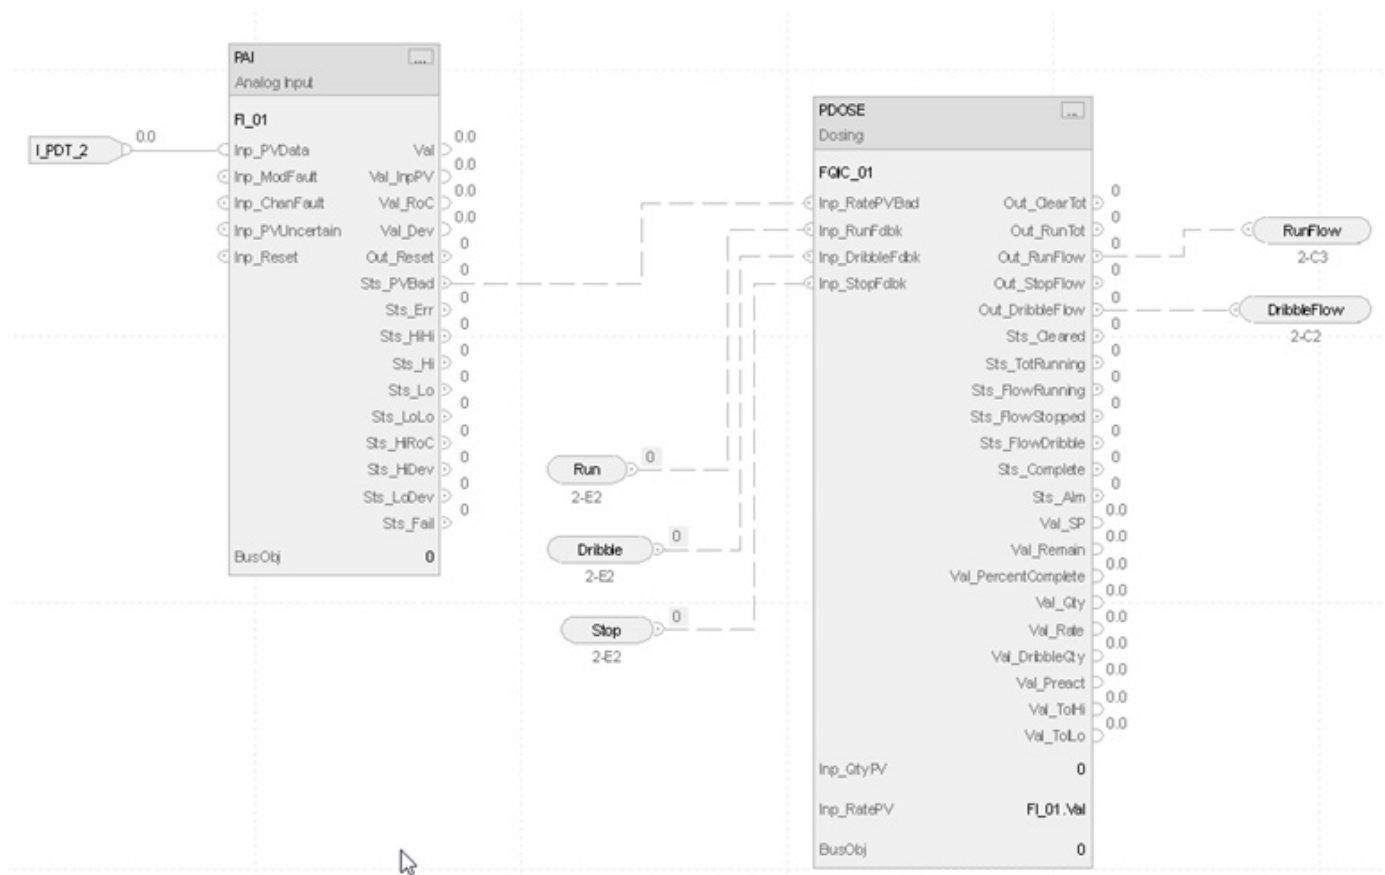 PAI
...
Analog Input
FI_01
I_PDT_2
0.0
Inp_PVData
Val
0.0
Inp_ModFault
Val_InpPV
0.0
Inp_ChanFault
Val_RoC
0.0
Inp_PVUncertain
Val_Dev
0.0
Inp_Reset
Out_Reset
0
Sts_PVBad
0
Sts_Err
0
Sts_HiHi
0
Sts_Hi
0
Sts_Lo
0
Sts_LoLo
0
Sts_HiRoC
0
Sts_HiDev
0
Sts_LoDev
0
Sts_Fail
0
BusObj
0
Run
0
2-E2
Dribble
0
2-E2
Stop
0
2-E2
PDOSE
...
Dosing
FQIC_01
Inp_RatePVBad
Out_ClearTot
0
Inp_RunFdbk
Out_RunTot
0
Inp_DribbleFdbk
Out_RunFlow
0
Inp_StopFdbk
Out_StopFlow
0
Out_DribbleFlow
0
Sts_Cleared
0
Sts_TotRunning
0
Sts_FlowRunning
0
Sts_FlowStopped
0
Sts_FlowDribble
0
Sts_Complete
0
Sts_Alm
0
Val_SP
0.0
Val_Remain
0.0
Val_PercentComplete
0.0
Val_Qty
0.0
Val_Rate
0.0
Val_DribbleQty
0.0
Val_Preact
0.0
Val_TolHi
0.0
Val_TolLo
0.0
Inp_QtyPV
0
Inp_RatePV
FI_01.Val
BusObj
0
RunFlow
2-C3
DribbleFlow
2-C2